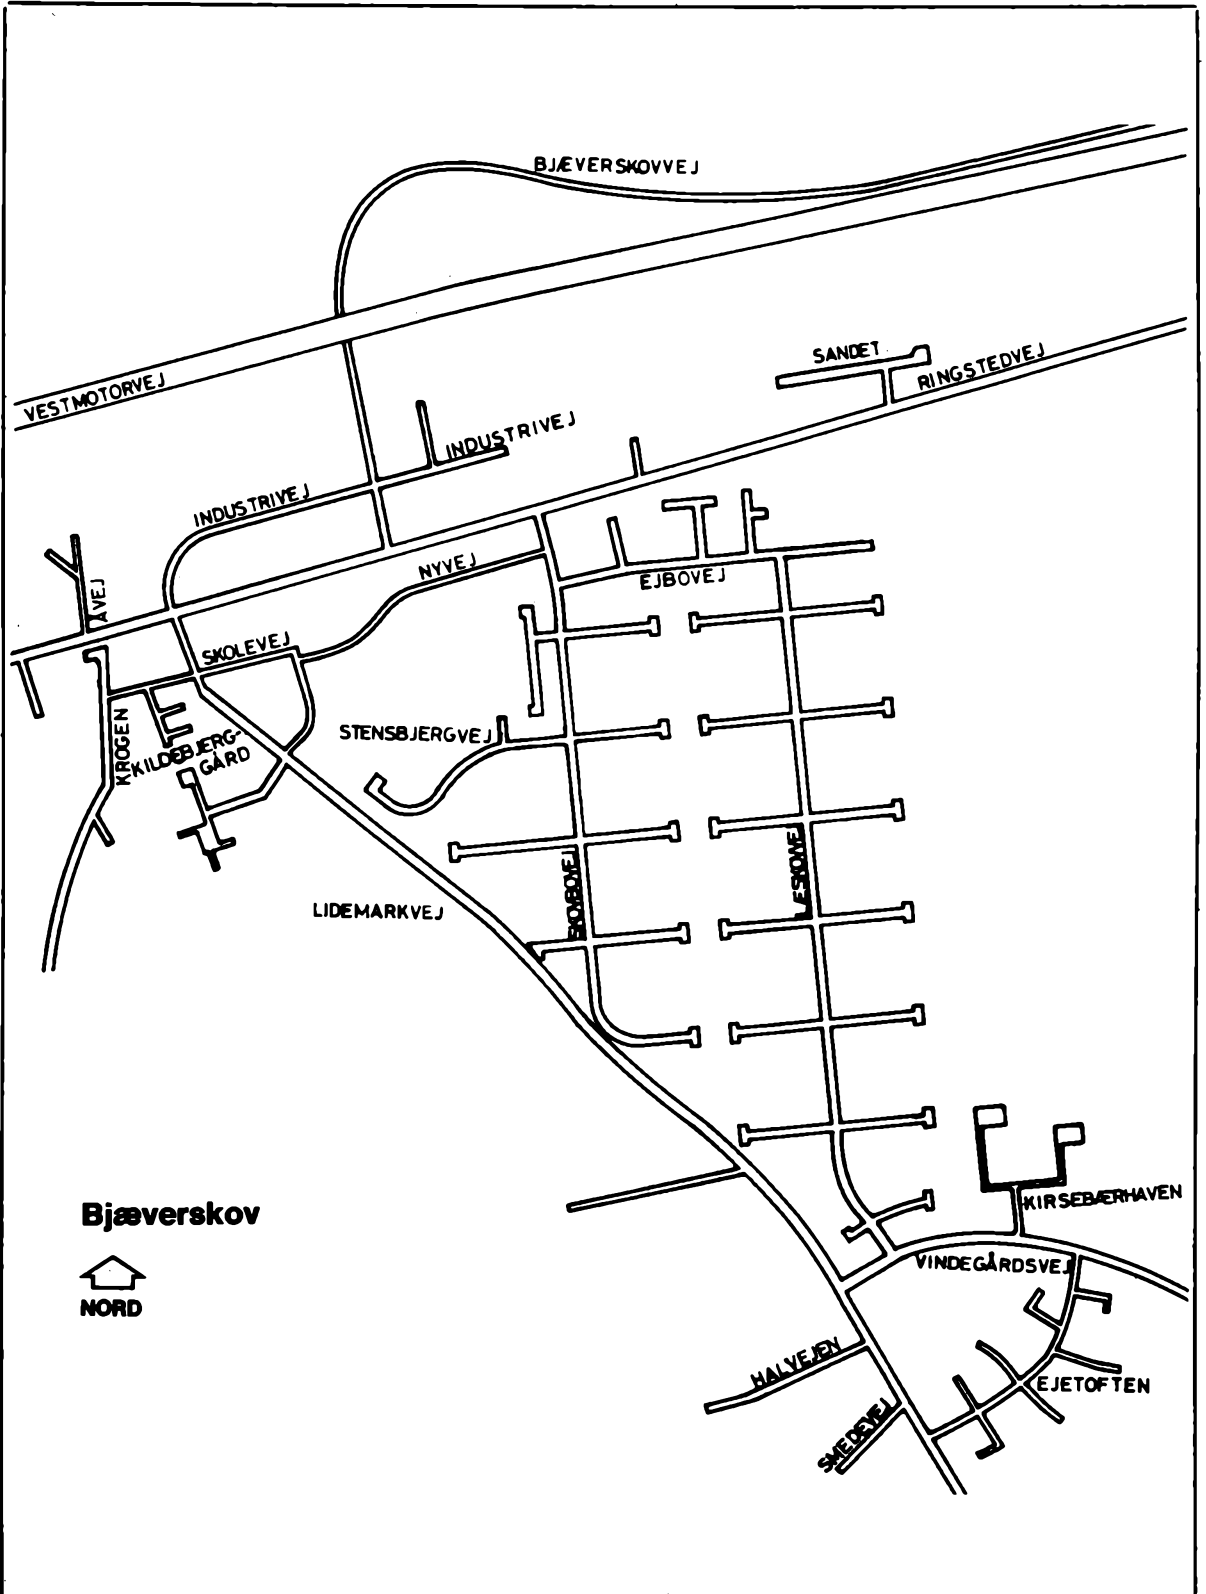 BJÆVERSKOVVEJ
SANDET
RINGSTEDVEJ
VESTMOTORVEJ
INDUSTRIVEJ
INDUSTRIVEJ
NYVEJ
EJBOVEJ
ÅVEJ
SKOLEVEJ
KROGEN
KILDEBJERG-
GÅRD
STENSBJERGVEJ
SKOVBOVEJ
LÆSKOVVEJ
LIDEMARKVEJ
KIRSEBÆRHAVEN
Bjæverskov
VINDEGÅRDSVEJ
NORD
HALVEJEN
EJETOFTEN
SMEDEVEJ